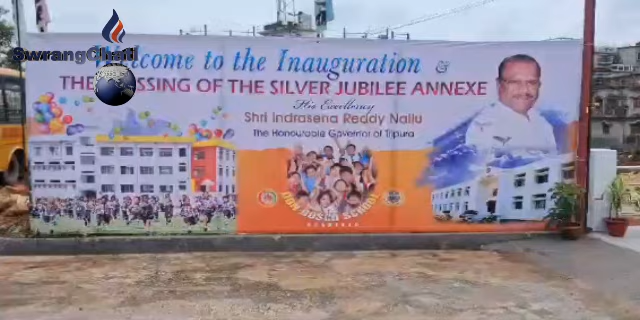 SwrangChati
Welcome to the Inauguration &
THE BLESSING OF THE SILVER JUBILEE ANNEXE
His Excellency
Shri Indrasena Reddy Nallu
The Honourable Governor of Tripura
DON BOSCO SCHOOL